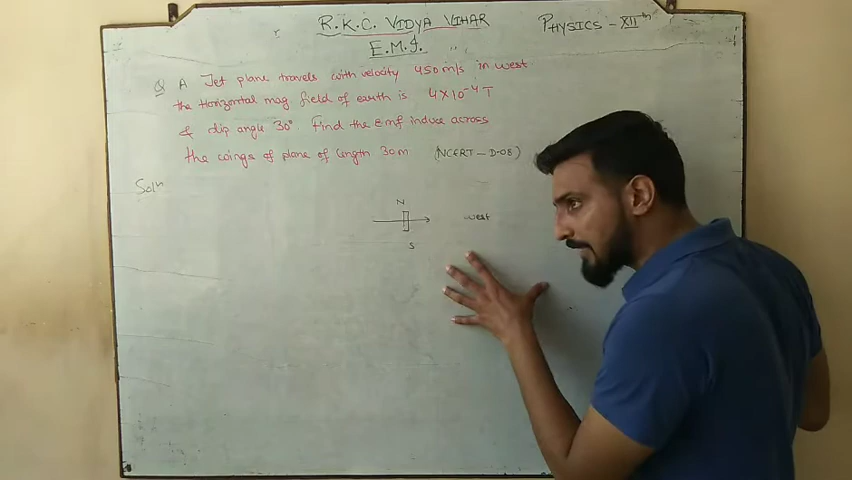 R.K.C. VIDYA VIHAR
PHYSICS - XIIth
E.M.I.
Q A Jet plane travels with velocity 450 m/s in west
the Horizontal mag field of earth is 4×10⁻⁴ T
& dip angle 30°. Find the Emf induce across
the wings of plane of length 30m (NCERT - D-08)
Solⁿ
N
west
S